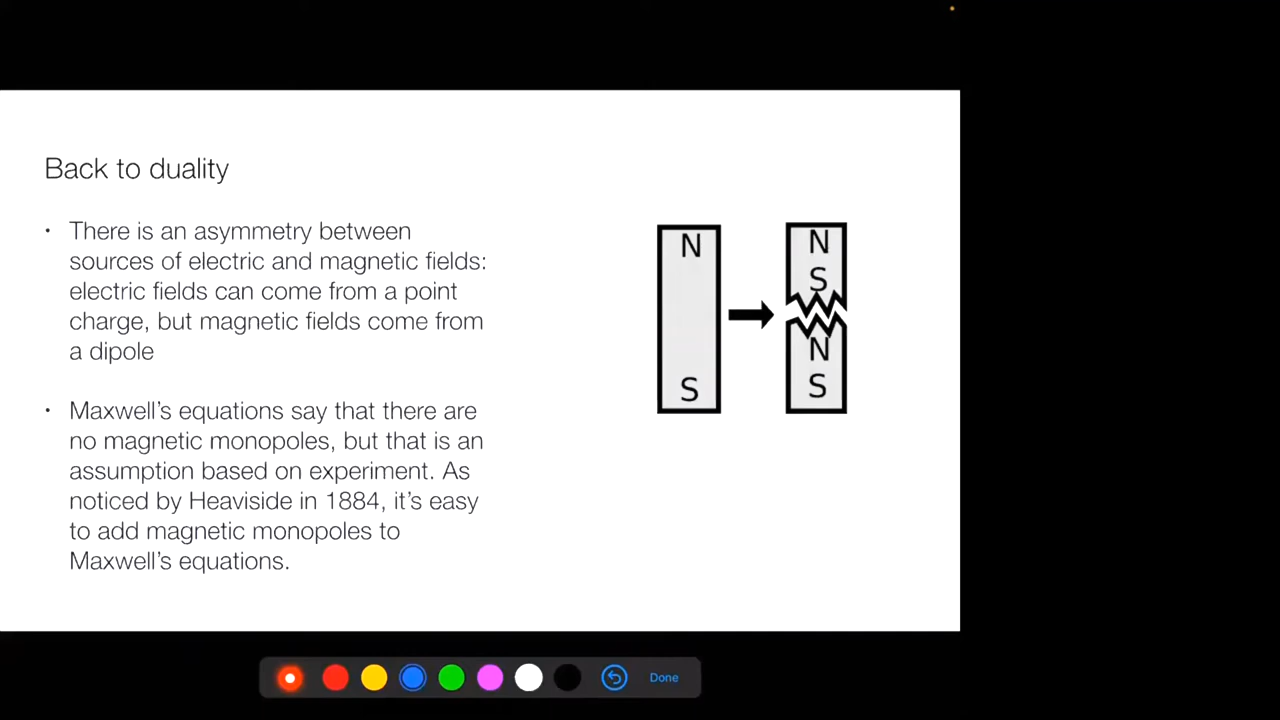 Back to duality
• There is an asymmetry between
sources of electric and magnetic fields:
electric fields can come from a point
charge, but magnetic fields come from
a dipole
• Maxwell’s equations say that there are
no magnetic monopoles, but that is an
assumption based on experiment. As
noticed by Heaviside in 1884, it’s easy
to add magnetic monopoles to
Maxwell’s equations.
N
S
N
S
N
S
Done